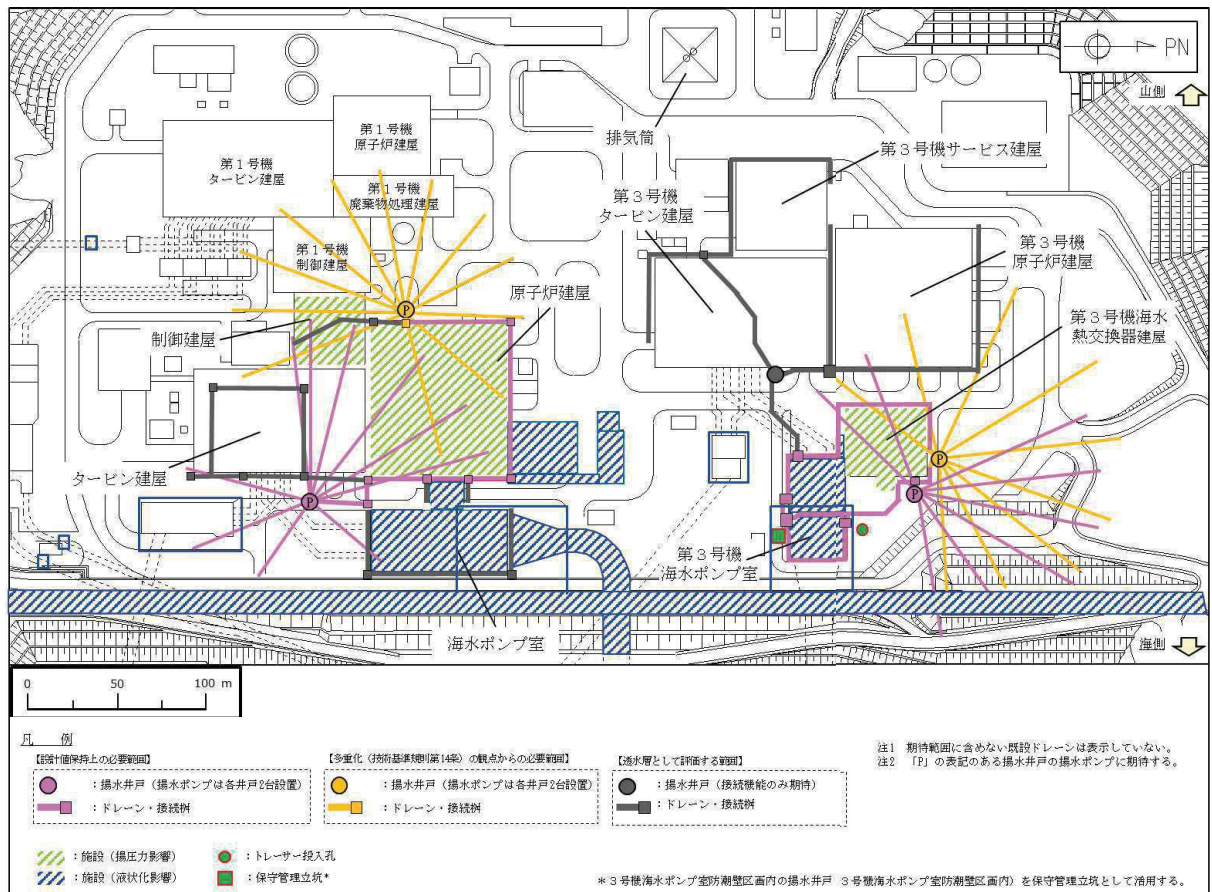 PN
山側
排気筒
第3号機サービス建屋
第1号機
原子炉建屋
第1号機
タービン建屋
第1号機
廃棄物処理建屋
第3号機
タービン建屋
第1号機
制御建屋
第3号機
原子炉建屋
原子炉建屋
制御建屋
第3号機海水
熱交換器建屋
P
P
P
P
タービン建屋
第3号機
海水ポンプ室
海水ポンプ室
海側
0 50 100 m
凡 例
【設計値保持上の必要範囲】
:揚水井戸(揚水ポンプは各井戸2台設置)
:ドレーン・接続桝
【多重化(技術基準規則第14条)の観点からの必要範囲】
:揚水井戸(揚水ポンプは各井戸2台設置)
:ドレーン・接続桝
【透水層として評価する範囲】
:揚水井戸(接続機能のみ期待)
:ドレーン・接続桝
注1 期待範囲に含めない既設ドレーンは表示していない。
注2 「P」の表記のある揚水井戸の揚水ポンプに期待する。
:施設(揚圧力影響)
:施設(液状化影響)
:トレーサー投入孔
:保守管理立坑*
*3号機海水ポンプ室防潮壁区画内の揚水井戸 3号機海水ポンプ室防潮壁区画内)を保守管理立坑として活用する。